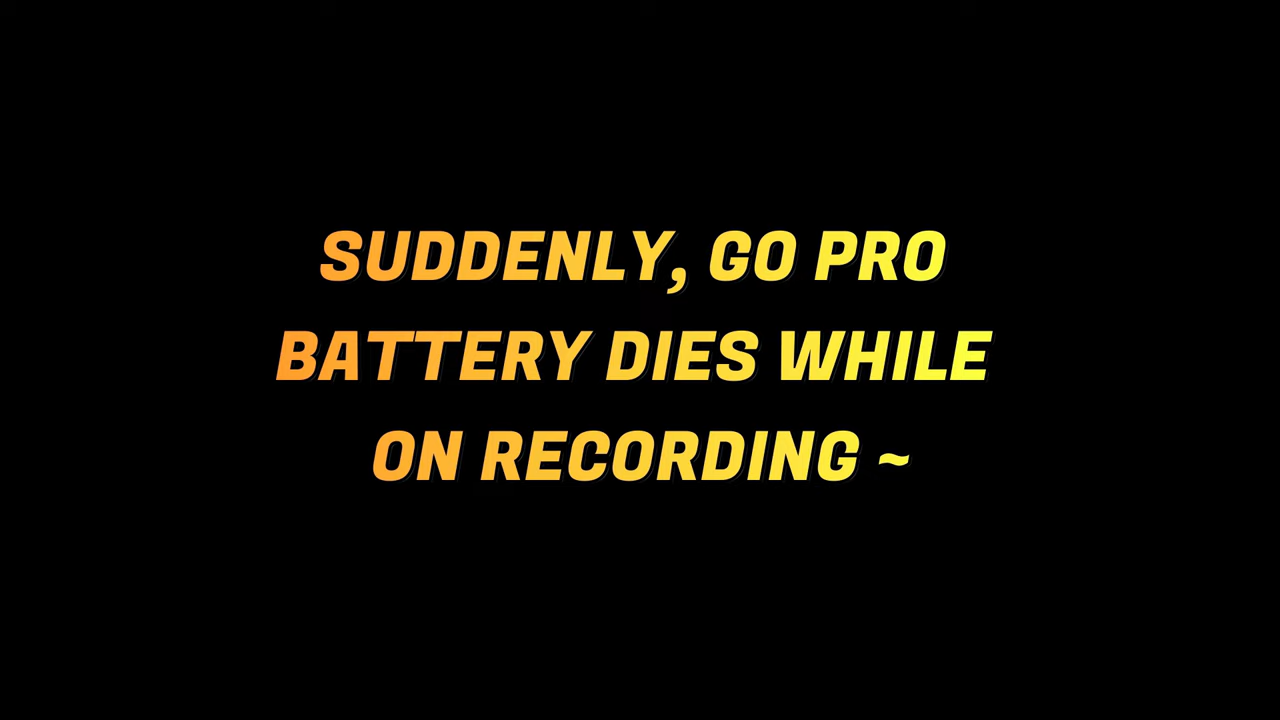 SUDDENLY, GO PRO
BATTERY DIES WHILE
ON RECORDING ~